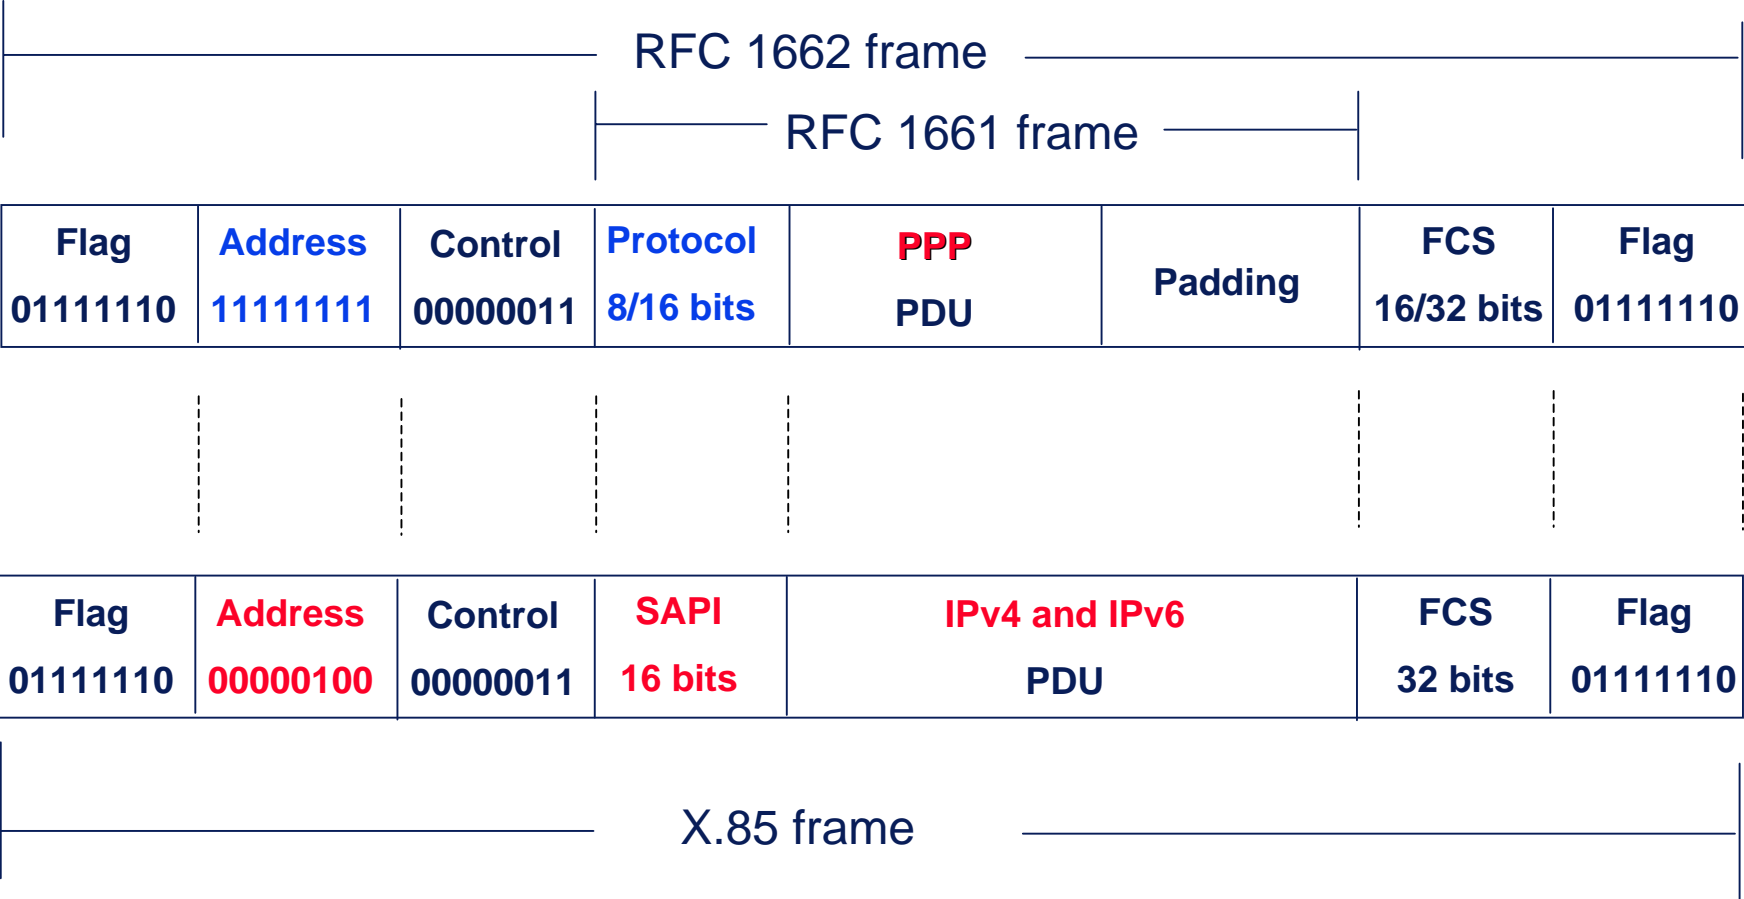 RFC 1662 frame
RFC 1661 frame
Flag Address Control Protocol PPP Padding FCS Flag
01111110 11111111 00000011 8/16 bits PDU 16/32 bits 01111110
Flag Address Control SAPI IPv4 and IPv6 FCS Flag
01111110 00000100 00000011 16 bits PDU 32 bits 01111110
X.85 frame